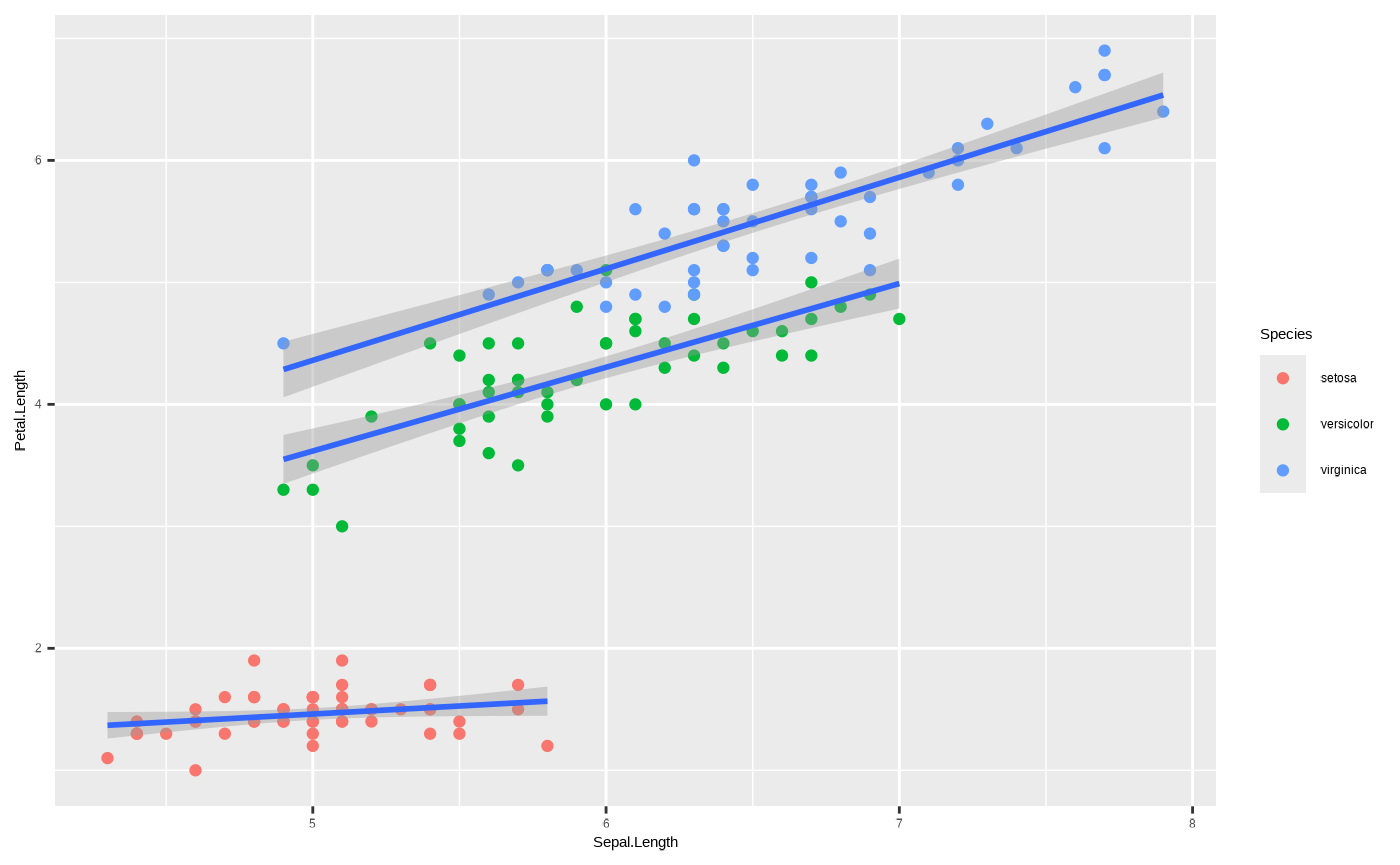 6
4
2
Petal.Length
5 6 7 8
Sepal.Length
Species
setosa
versicolor
virginica